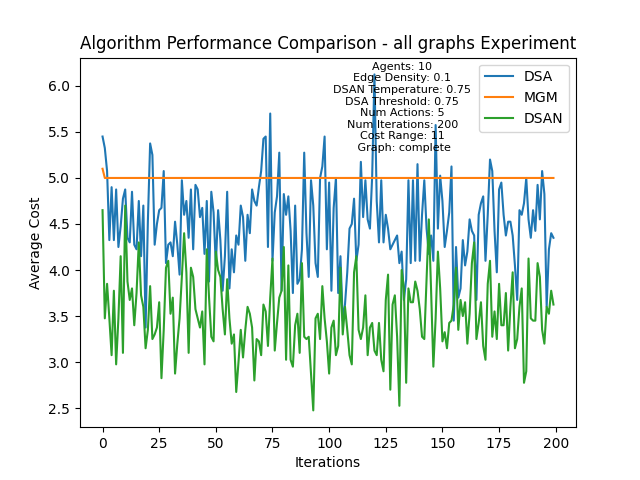 Algorithm Performance Comparison - all graphs Experiment
Agents: 10
Edge Density: 0.1
DSAN Temperature: 0.75
DSA Threshold: 0.75
Num Actions: 5
Num Iterations: 200
Cost Range: 11
Graph: complete
DSA
MGM
DSAN
Average Cost
6.0
5.5
5.0
4.5
4.0
3.5
3.0
2.5
0 25 50 75 100 125 150 175 200
Iterations